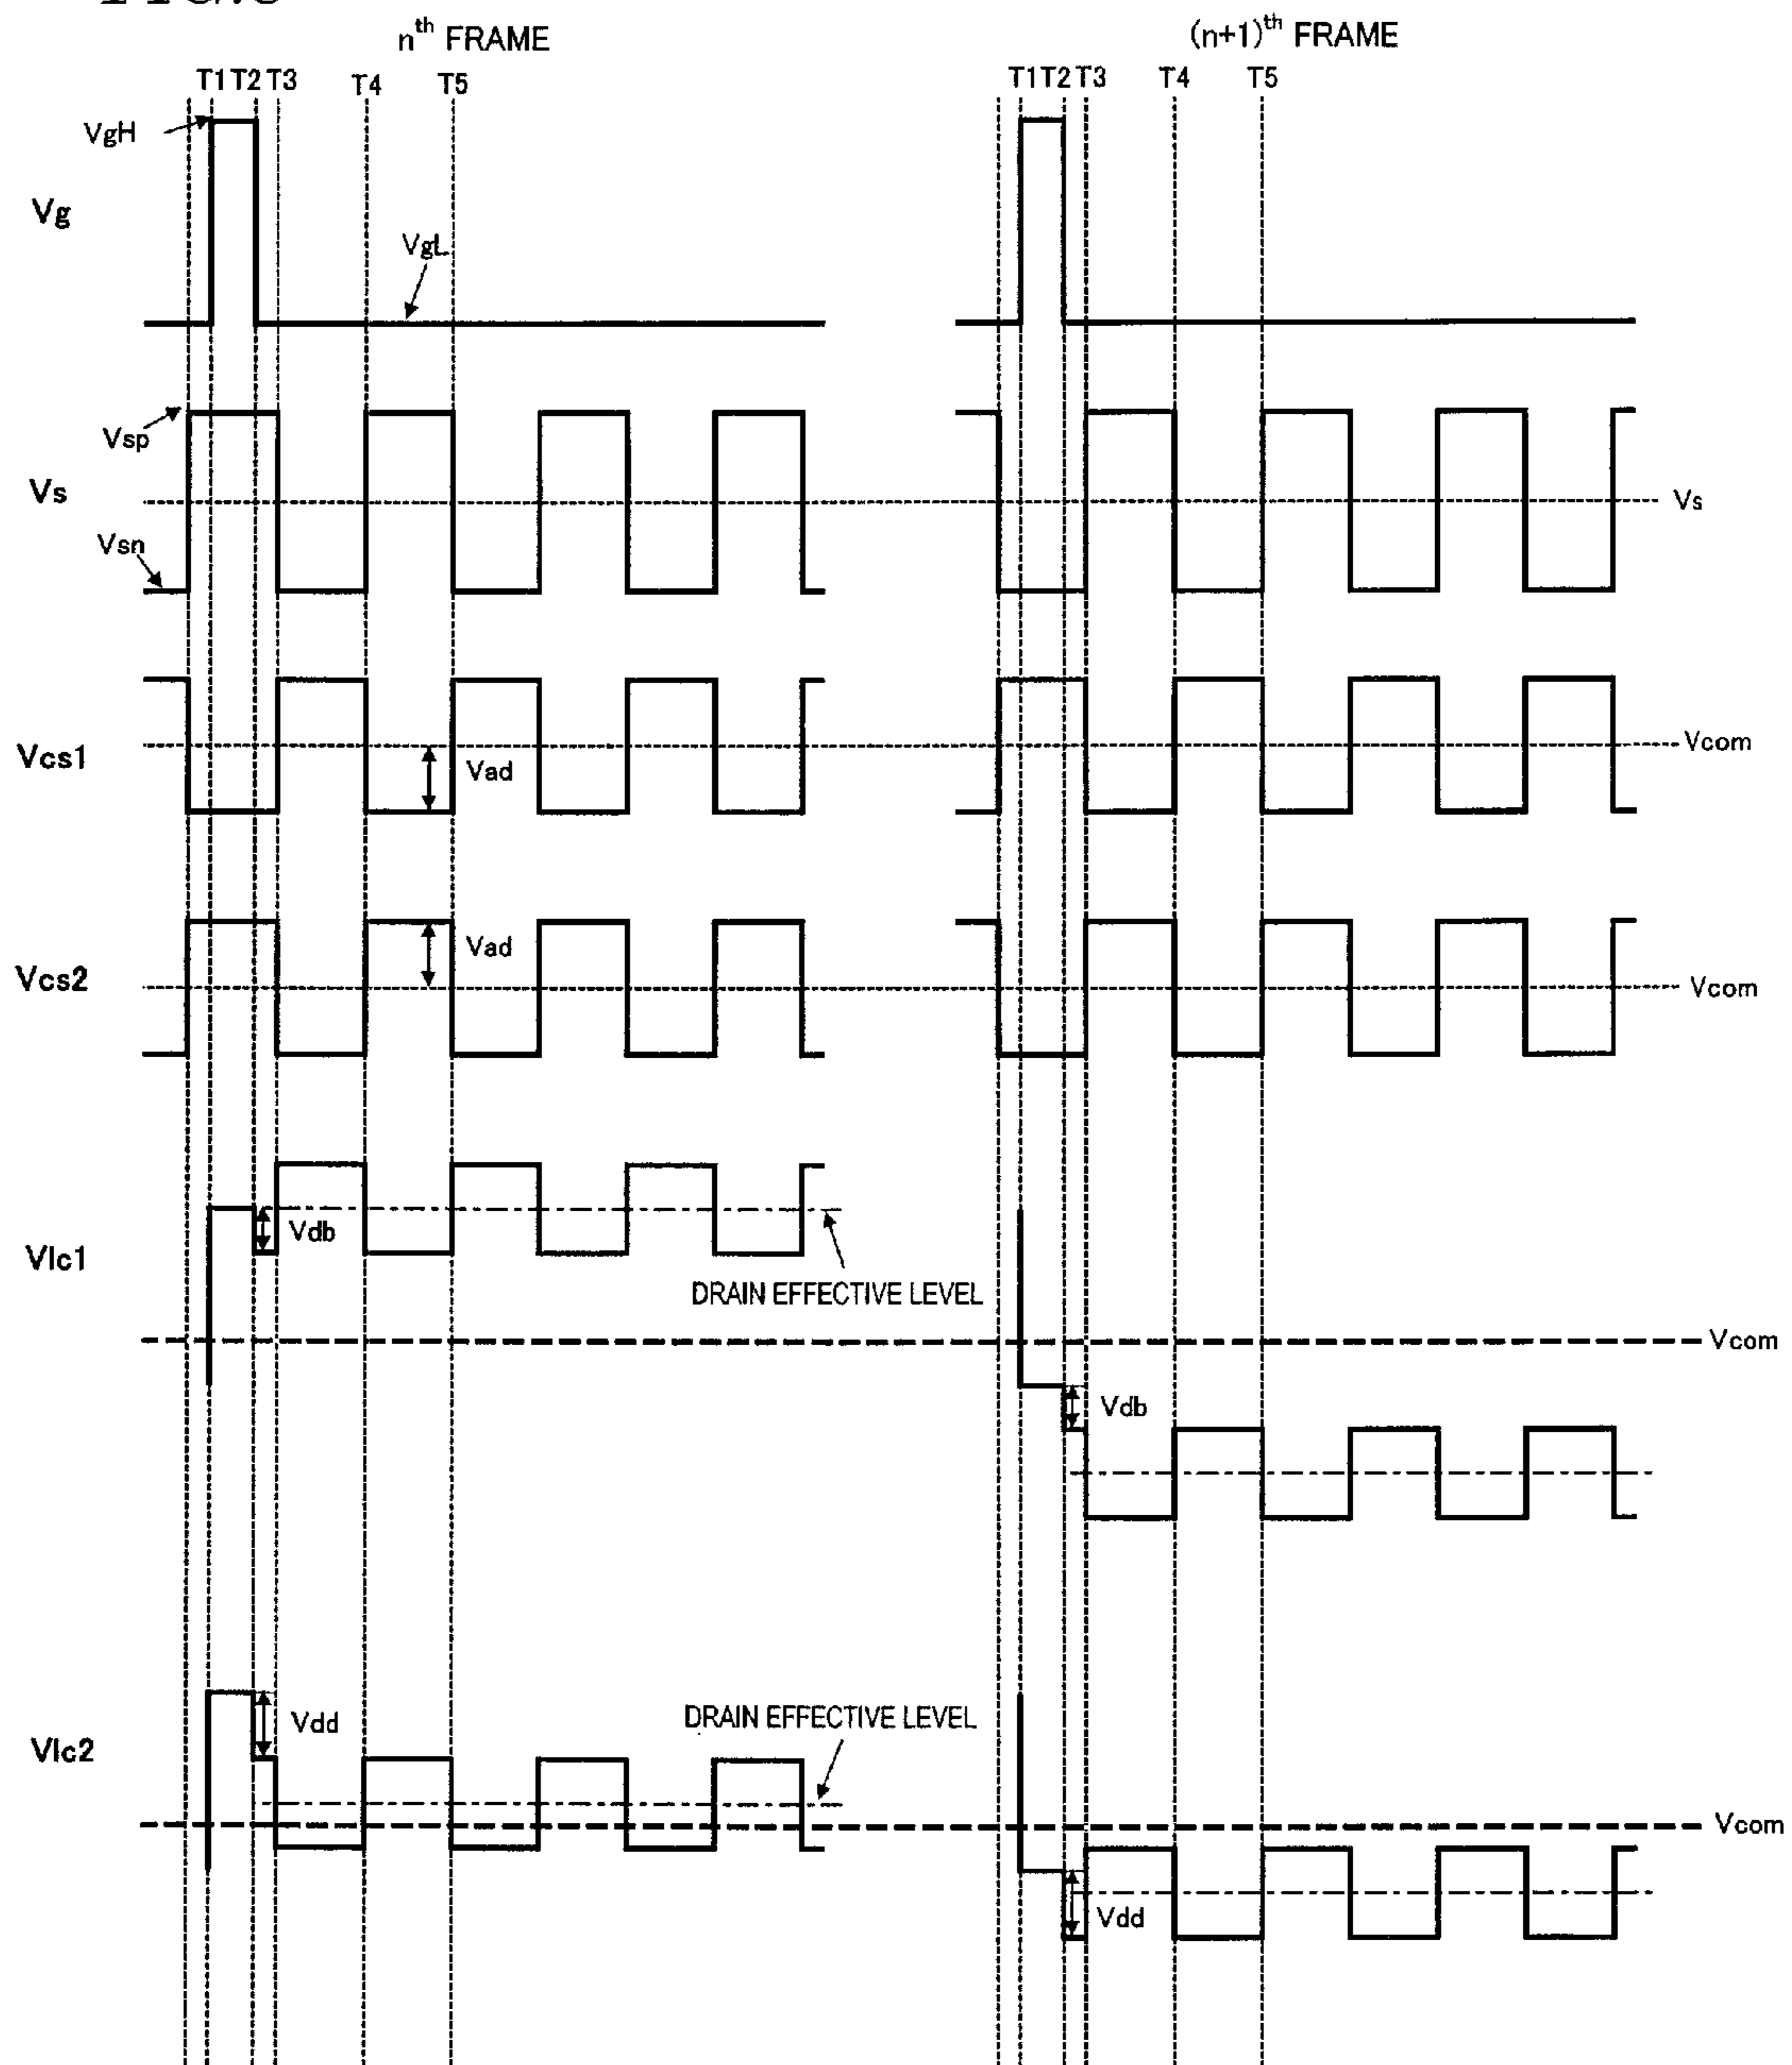 nth FRAME (n+1)th FRAME
T1 T2 T3 T4 T5 T1 T2 T3 T4 T5
VgH
Vg
VgL
Vsp
Vs
Vs
Vsn
Vcs1
Vad
Vcom
Vcs2
Vad
Vcom
Vlc1
Vdb
DRAIN EFFECTIVE LEVEL
Vcom
Vdb
Vlc2
Vdd
DRAIN EFFECTIVE LEVEL
Vcom
Vdd